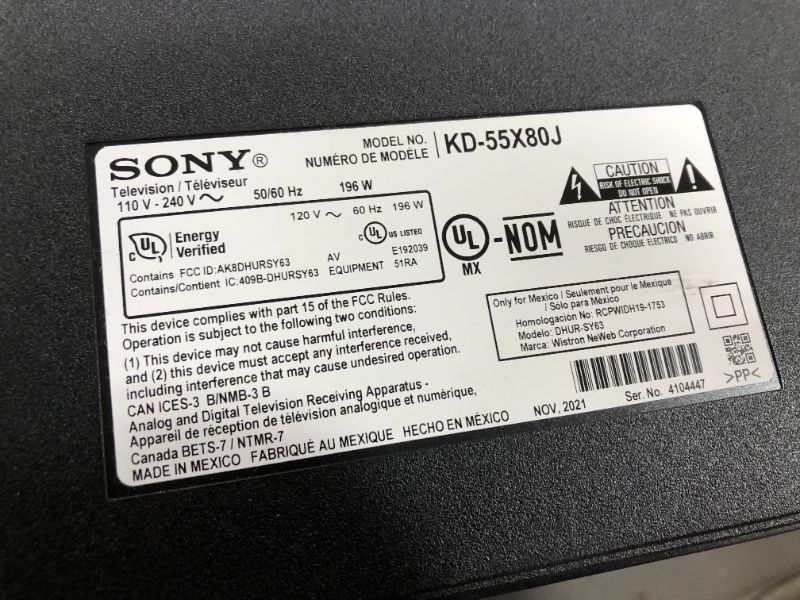 SONY®
MODEL NO.
NUMÉRO DE MODÈLE
KD-55X80J
Television / Téléviseur
110 V - 240 V ~ 50/60 Hz 196 W
120 V ~ 60 Hz 196 W
C UL
Energy
Verified
C UL US LISTED
Contains FCC ID:AK8DHURSY63
Contains/Contient IC:409B-DHURSY63
AV
EQUIPMENT
E192039
51RA
UL
MX
-NOM
CAUTION
RISK OF ELECTRIC SHOCK
DO NOT OPEN
ATTENTION
RISQUE DE CHOC ÉLECTRIQUE NE PAS OUVRIR
PRECAUCION
RIESGO DE CHOQUE ELECTRICO NO ABRIR
This device complies with part 15 of the FCC Rules.
Operation is subject to the following two conditions:
(1) This device may not cause harmful interference,
and (2) this device must accept any interference received,
including interference that may cause undesired operation.
CAN ICES-3 B/NMB-3 B
Analog and Digital Television Receiving Apparatus -
Appareil de réception de télévision analogique et numérique,
Canada BETS-7 / NTMR-7
MADE IN MEXICO FABRIQUÉ AU MEXIQUE HECHO EN MÉXICO
Only for Mexico / Seulement pour le Mexique
/ Sólo para México
Homologación No: RCPWIDH19-1753
Modelo: DHUR-SY63
Marca: Wistron NeWeb Corporation
NOV, 2021
Ser. No. 4104447
>PP<